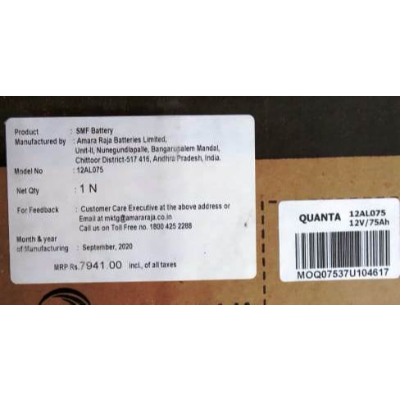 Product : SMF Battery
Manufactured by : Amara Raja Batteries Limited,
Unit-II, Nunegundlapalle, Bangarupalem Mandal,
Chittoor District-517 416, Andhra Pradesh, India.
Model No : 12AL075
Net Qty : 1 N
For Feedback : Customer Care Executive at the above address or
Email at mktg@amararaja.co.in
Call us on Toll Free no. 1800 425 2288
Month & year
of Manufacturing : September, 2020
MRP Rs.7941.00 incl., of all taxes
QUANTA 12AL075
12V/75Ah
MOQ07537U104617